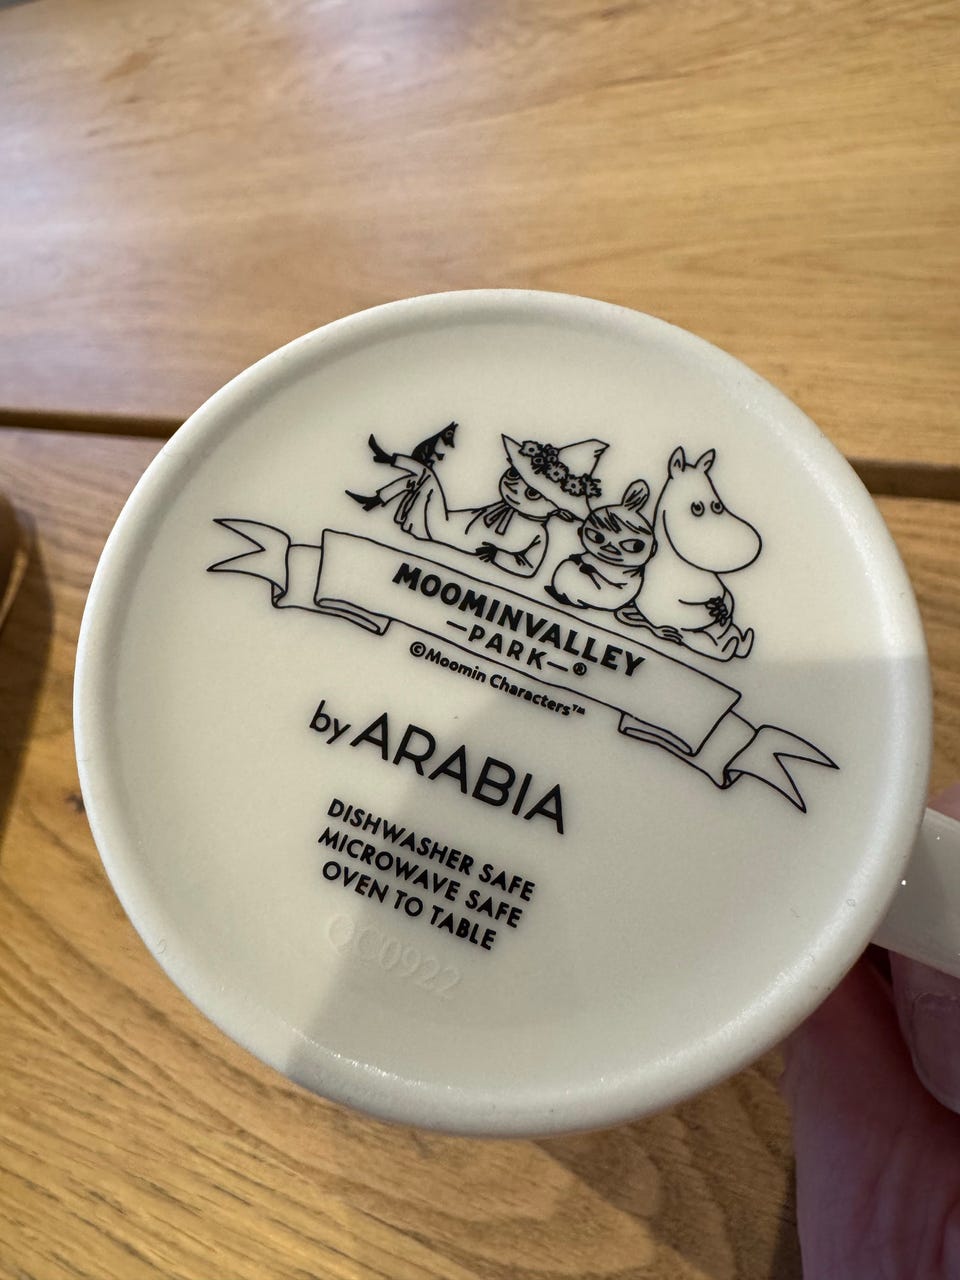 MOOMINVALLEY
—PARK—®
©Moomin Characters™
by ARABIA
DISHWASHER SAFE
MICROWAVE SAFE
OVEN TO TABLE
QC0922